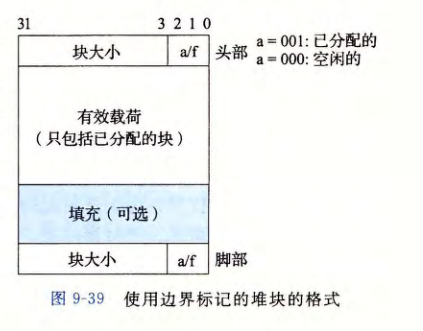 31 3 2 1 0
块大小 a/f 头部 a = 001: 已分配的
a = 000: 空闲的
有效载荷
（只包括已分配的块）
填充（可选）
块大小 a/f 脚部
图 9-39 使用边界标记的堆块的格式